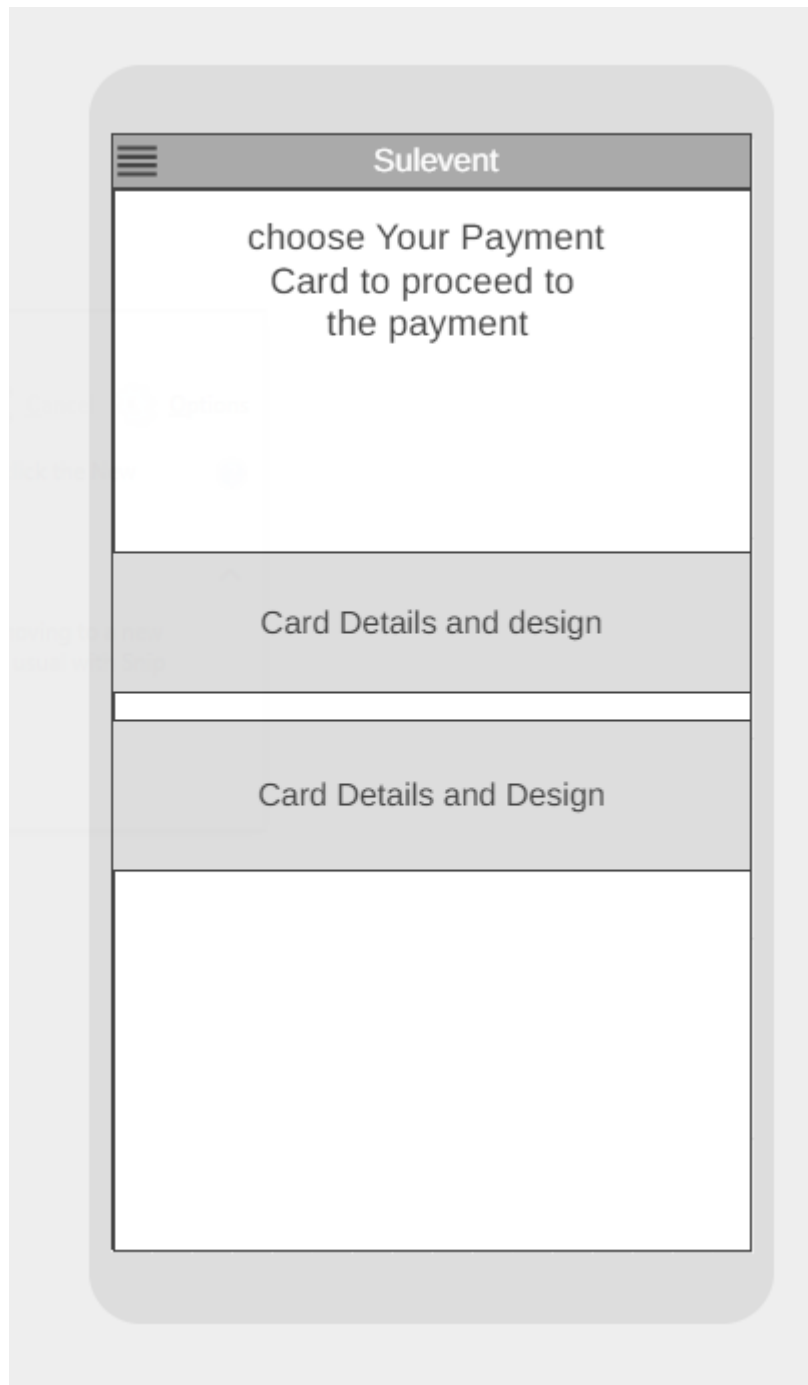 Sulevent
choose Your Payment
Card to proceed to
the payment
Card Details and design
Card Details and Design